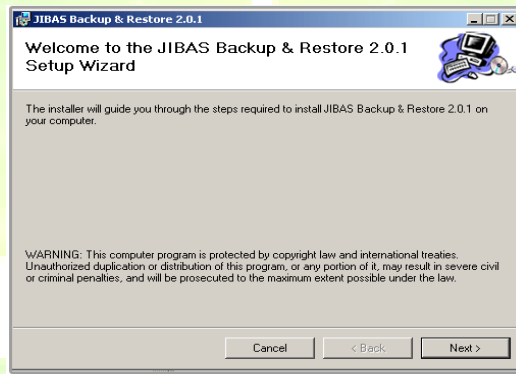 JIBAS Backup & Restore 2.0.1
Welcome to the JIBAS Backup & Restore 2.0.1
Setup Wizard
The installer will guide you through the steps required to install JIBAS Backup & Restore 2.0.1 on
your computer.
WARNING: This computer program is protected by copyright law and international treaties.
Unauthorized duplication or distribution of this program, or any portion of it, may result in severe civil
or criminal penalties, and will be prosecuted to the maximum extent possible under the law.
Cancel
< Back
Next >